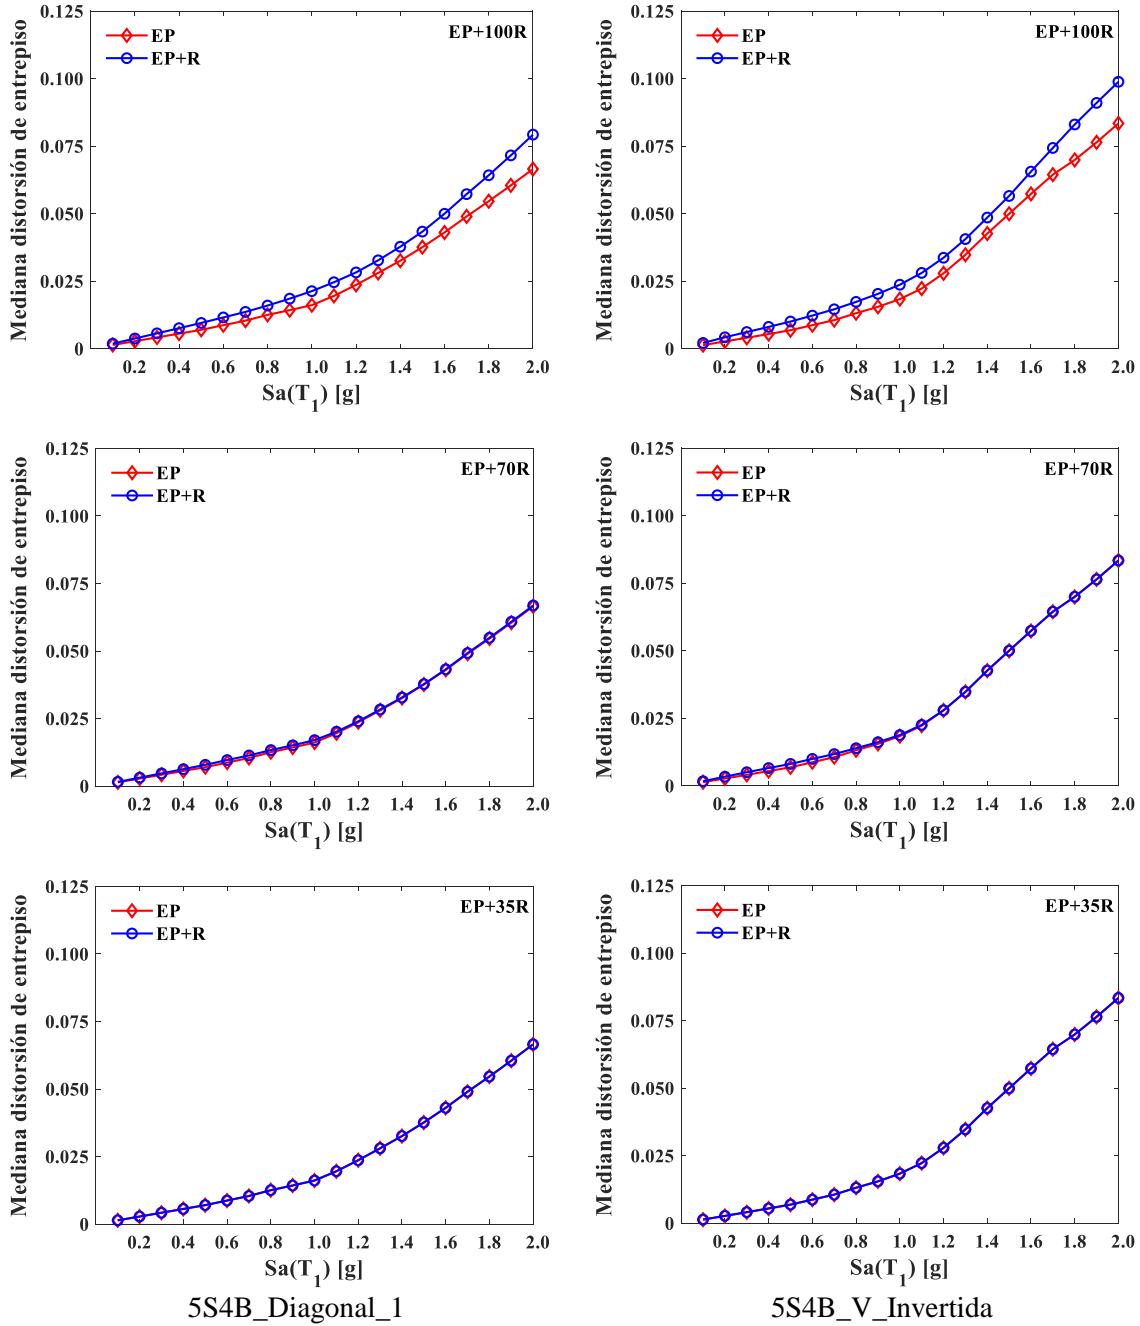 Mediana distorsión de entrepiso
0.125
0.100
0.075
0.050
0.025
0
EP
EP+R
EP+100R
0.2 0.4 0.6 0.8 1.0 1.2 1.4 1.6 1.8 2.0
Sa(T1) [g]
Mediana distorsión de entrepiso
0.125
0.100
0.075
0.050
0.025
0
EP
EP+R
EP+100R
0.2 0.4 0.6 0.8 1.0 1.2 1.4 1.6 1.8 2.0
Sa(T1) [g]
Mediana distorsión de entrepiso
0.125
0.100
0.075
0.050
0.025
0
EP
EP+R
EP+70R
0.2 0.4 0.6 0.8 1.0 1.2 1.4 1.6 1.8 2.0
Sa(T1) [g]
Mediana distorsión de entrepiso
0.125
0.100
0.075
0.050
0.025
0
EP
EP+R
EP+70R
0.2 0.4 0.6 0.8 1.0 1.2 1.4 1.6 1.8 2.0
Sa(T1) [g]
Mediana distorsión de entrepiso
0.125
0.100
0.075
0.050
0.025
0
EP
EP+R
EP+35R
0.2 0.4 0.6 0.8 1.0 1.2 1.4 1.6 1.8 2.0
Sa(T1) [g]
Mediana distorsión de entrepiso
0.125
0.100
0.075
0.050
0.025
0
EP
EP+R
EP+35R
0.2 0.4 0.6 0.8 1.0 1.2 1.4 1.6 1.8 2.0
Sa(T1) [g]
5S4B_Diagonal_1
5S4B_V_Invertida